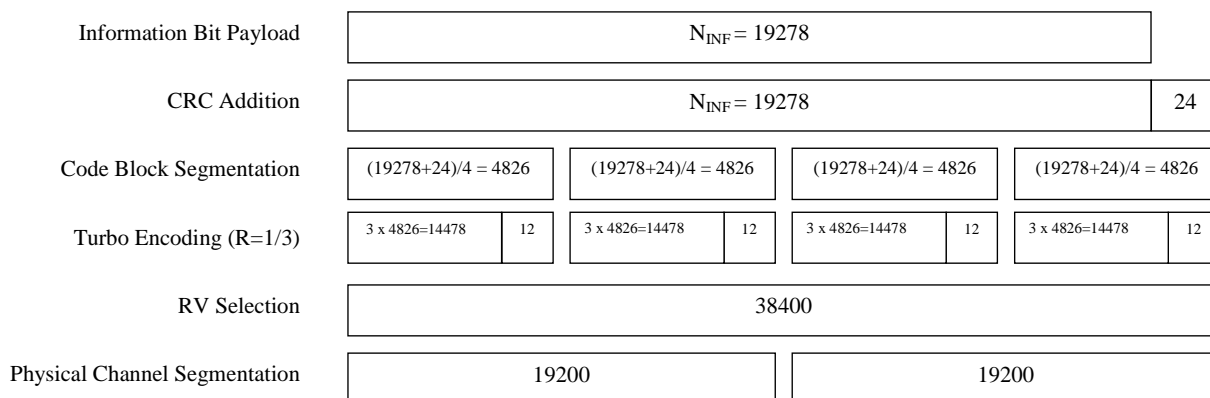 Information Bit Payload N_INF = 19278
CRC Addition N_INF = 19278 24
Code Block Segmentation (19278+24)/4 = 4826 (19278+24)/4 = 4826 (19278+24)/4 = 4826 (19278+24)/4 = 4826
Turbo Encoding (R=1/3) 3 x 4826=14478 12 3 x 4826=14478 12 3 x 4826=14478 12 3 x 4826=14478 12
RV Selection 38400
Physical Channel Segmentation 19200 19200